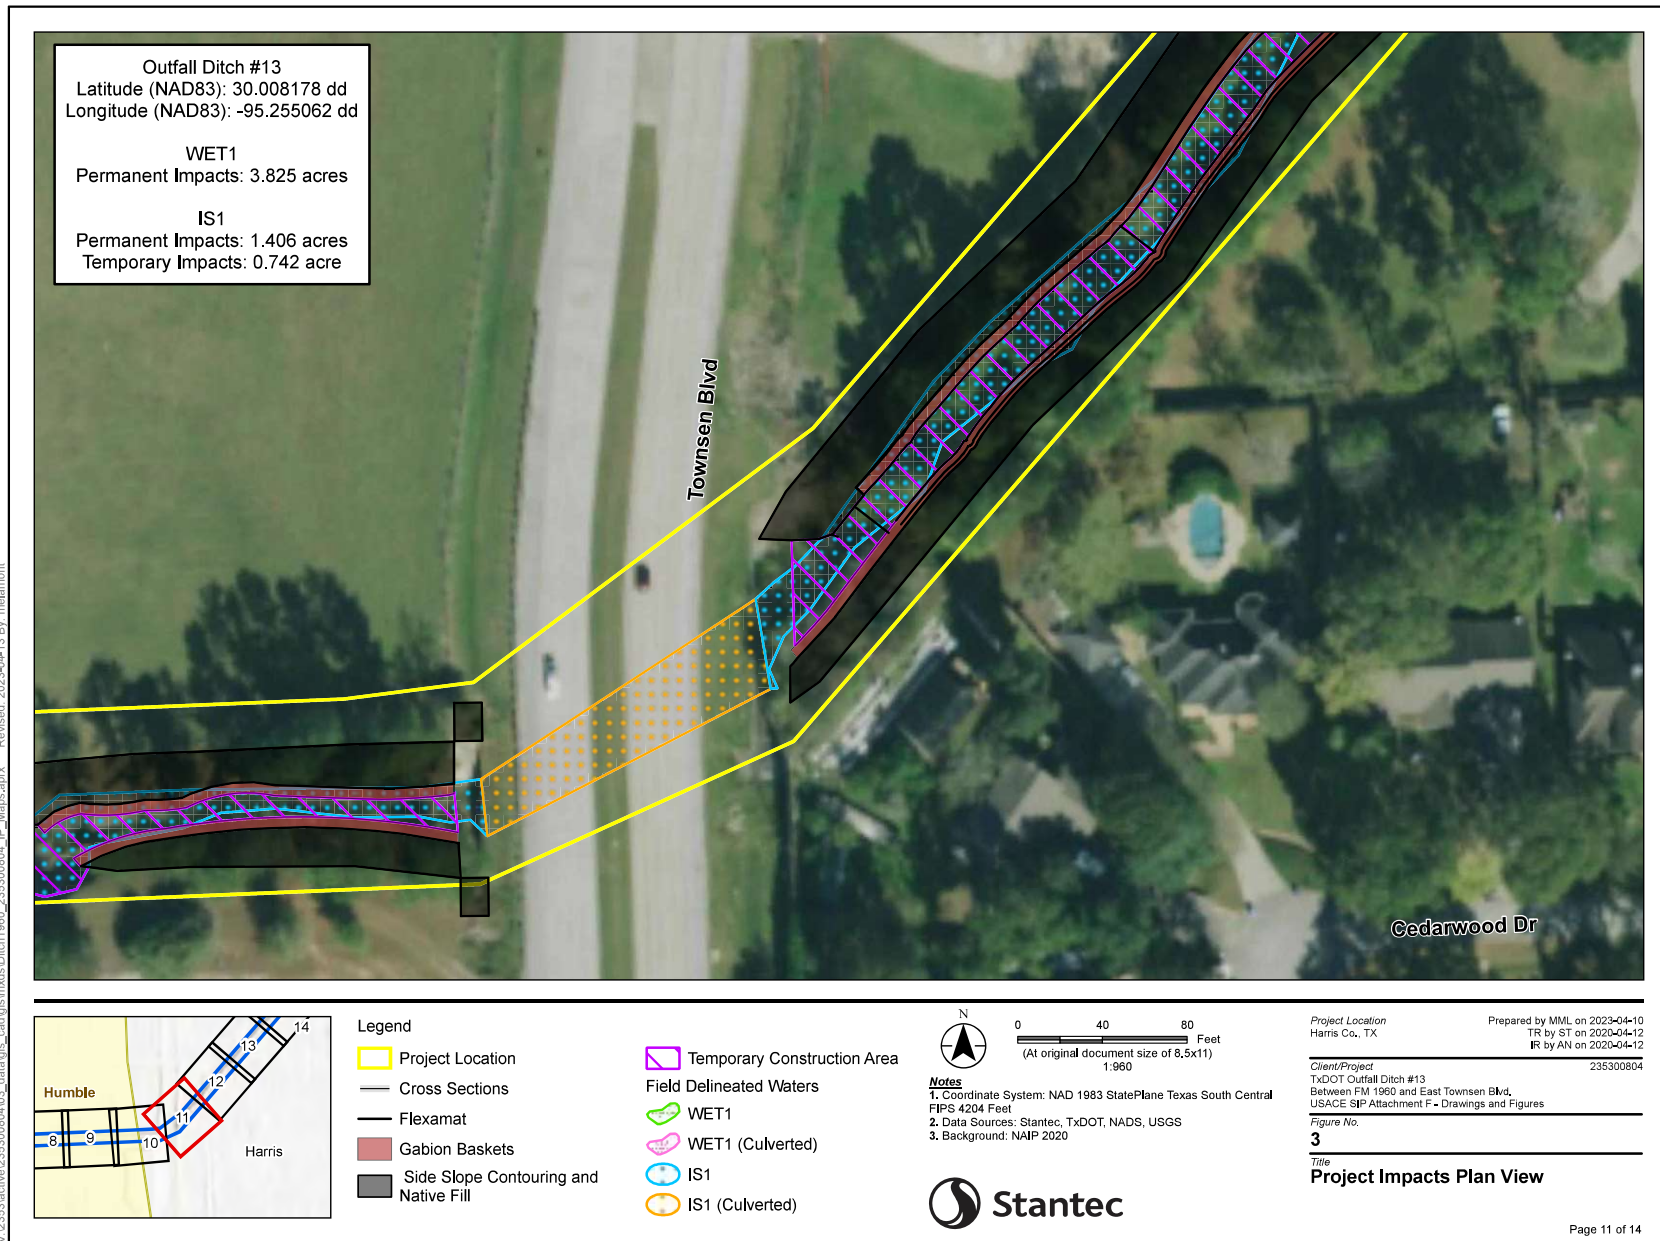 Outfall Ditch #13
Latitude (NAD83): 30.008178 dd
Longitude (NAD83): -95.255062 dd
WET1
Permanent Impacts: 3.825 acres
IS1
Permanent Impacts: 1.406 acres
Temporary Impacts: 0.742 acre
Townsen Blvd
Cedarwood Dr
Humble
Harris
8
9
10
11
12
13
14
Legend
Project Location
Cross Sections
Flexamat
Gabion Baskets
Side Slope Contouring and
Native Fill
Temporary Construction Area
Field Delineated Waters
WET1
WET1 (Culverted)
IS1
IS1 (Culverted)
N
0 40 80
Feet
(At original document size of 8.5x11)
1:960
Notes
1. Coordinate System: NAD 1983 StatePlane Texas South Central
FIPS 4204 Feet
2. Data Sources: Stantec, TxDOT, NADS, USGS
3. Background: NAIP 2020
Stantec
Project Location
Harris Co., TX
Prepared by MML on 2023-04-10
TR by ST on 2020-04-12
IR by AN on 2020-04-12
Client/Project 235300804
TxDOT Outfall Ditch #13
Between FM 1960 and East Townsen Blvd.
USACE SIP Attachment F - Drawings and Figures
Figure No.
3
Title
Project Impacts Plan View
Page 11 of 14